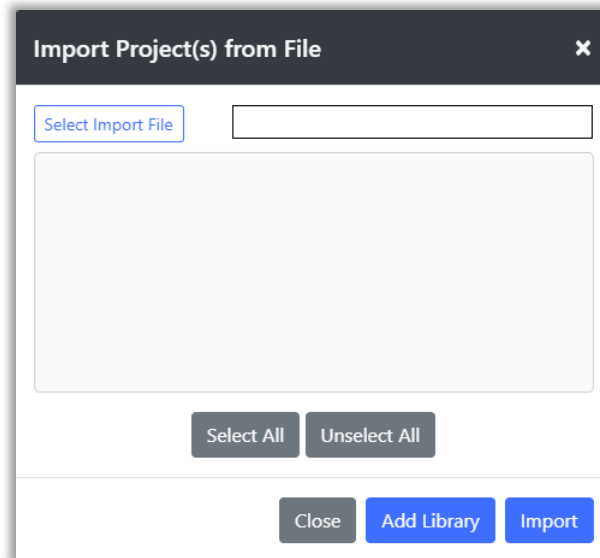 Import Project(s) from File
Select Import File
Select All Unselect All
Close Add Library Import